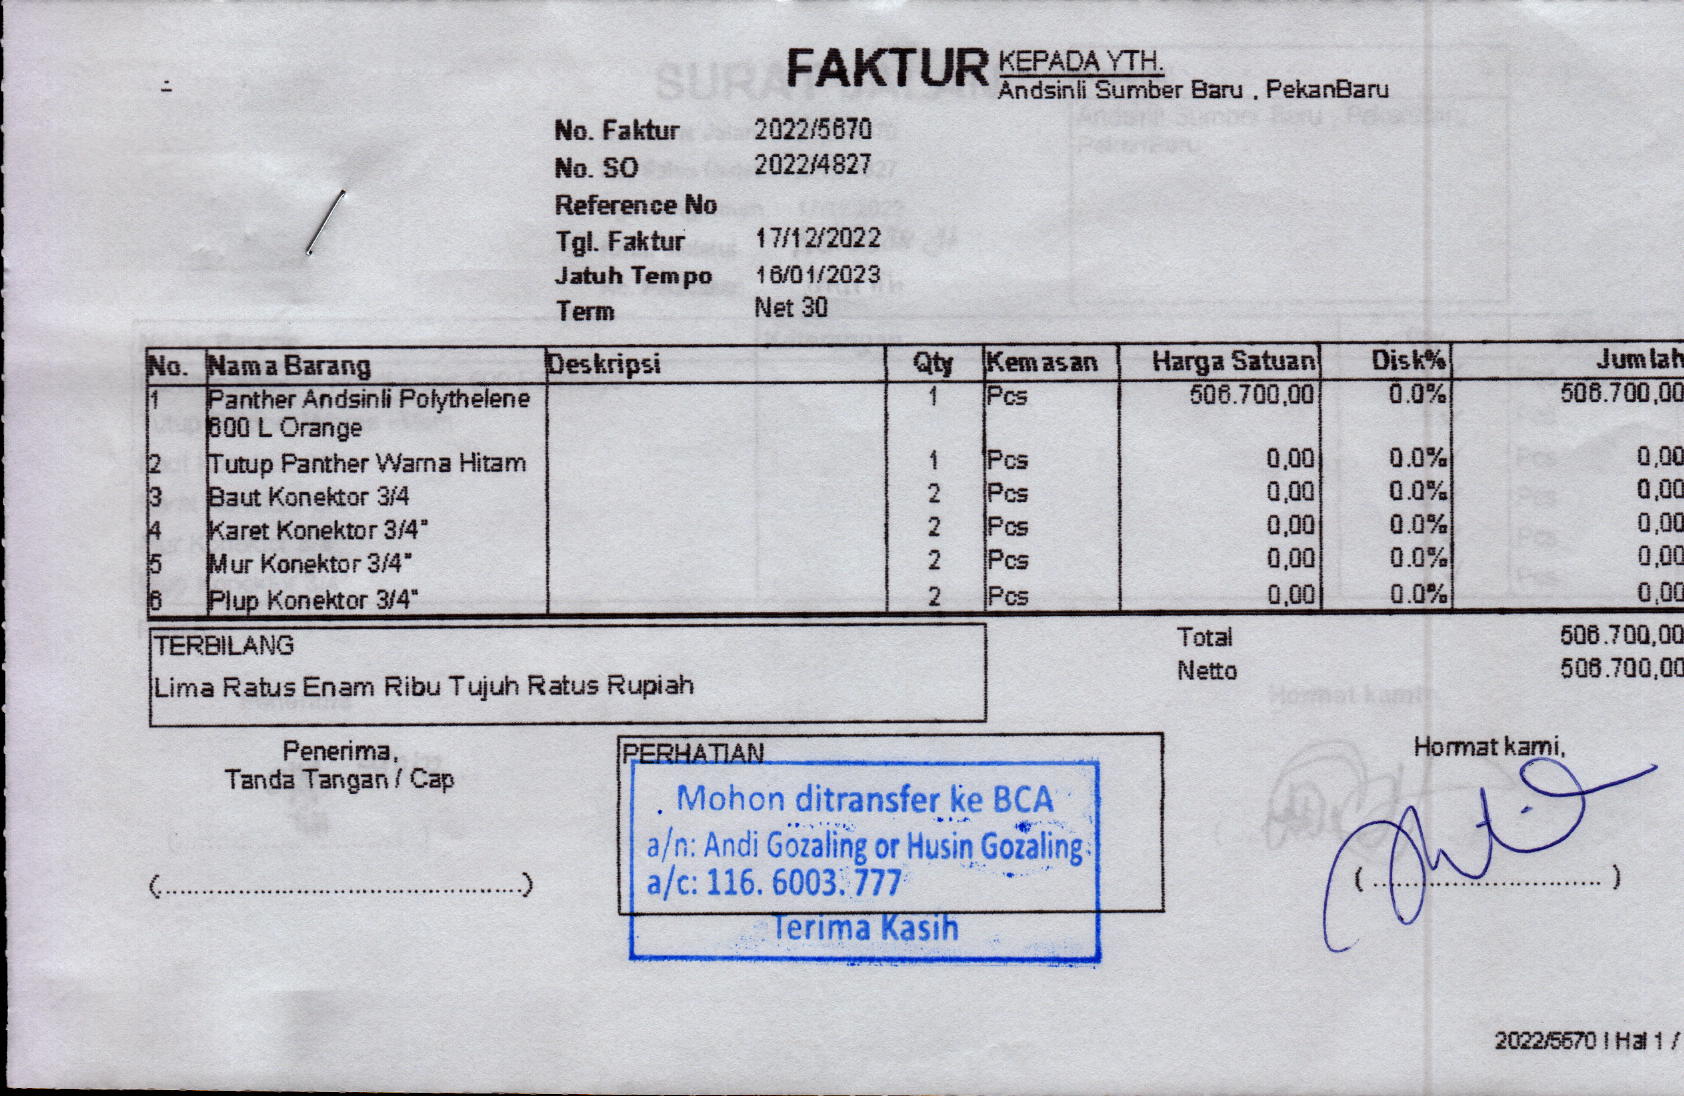 FAKTUR
KEPADA YTH.
Andsinli Sumber Baru , PekanBaru
No. Faktur 2022/5670
No. SO 2022/4827
Reference No
Tgl. Faktur 17/12/2022
Jatuh Tempo 16/01/2023
Term Net 30
No. Nama Barang Deskripsi Qty Kemasan Harga Satuan Disk% Jumlah
1 Panther Andsinli Polythelene 1 Pcs 506.700,00 0.0% 506.700,00
600 L Orange
2 Tutup Panther Warna Hitam 1 Pcs 0,00 0.0% 0,00
3 Baut Konektor 3/4 2 Pcs 0,00 0.0% 0,00
4 Karet Konektor 3/4" 2 Pcs 0,00 0.0% 0,00
5 Mur Konektor 3/4" 2 Pcs 0,00 0.0% 0,00
6 Plup Konektor 3/4" 2 Pcs 0,00 0.0% 0,00
TERBILANG
Lima Ratus Enam Ribu Tujuh Ratus Rupiah
Total 506.700,00
Netto 506.700,00
Penerima,
Tanda Tangan / Cap
(...............................................)
PERHATIAN
Mohon ditransfer ke BCA
a/n: Andi Gozaling or Husin Gozaling
a/c: 116. 6003. 777
Terima Kasih
Hormat kami,
(..............................)
2022/5670 | Hal 1 /